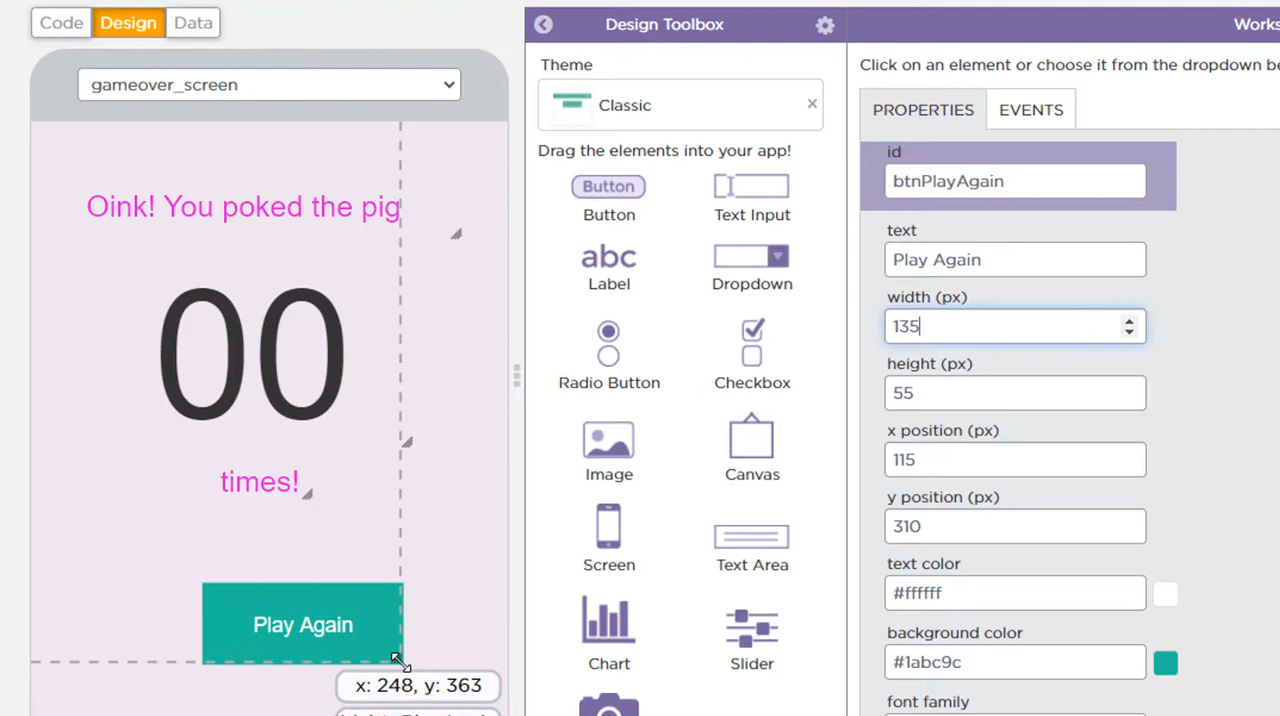 Code Design Data
gameover_screen
Oink! You poked the pig
00
times!
Play Again
x: 248, y: 363
Design Toolbox
Theme
Classic ×
Drag the elements into your app!
Button
Button
Text Input
abc
Label
Dropdown
Radio Button
Checkbox
Image
Canvas
Screen
Text Area
Chart
Slider
Works
Click on an element or choose it from the dropdown be
PROPERTIES EVENTS
id
btnPlayAgain
text
Play Again
width (px)
135
height (px)
55
x position (px)
115
y position (px)
310
text color
#ffffff
background color
#1abc9c
font family